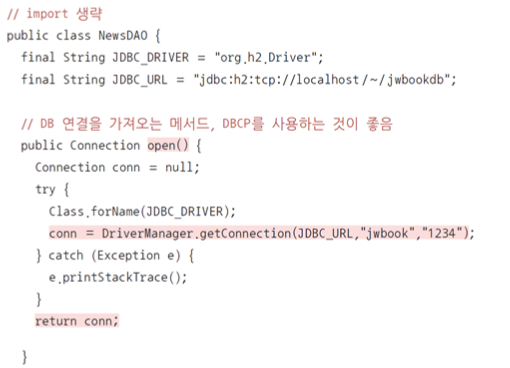 // import 생략
public class NewsDAO {
final String JDBC_DRIVER = "org.h2.Driver";
final String JDBC_URL = "jdbc:h2:tcp://localhost/~/jwbookdb";
// DB 연결을 가져오는 메서드, DBCP를 사용하는 것이 좋음
public Connection open() {
Connection conn = null;
try {
Class.forName(JDBC_DRIVER);
conn = DriverManager.getConnection(JDBC_URL,"jwbook","1234");
} catch (Exception e) {
e.printStackTrace();
}
return conn;
}